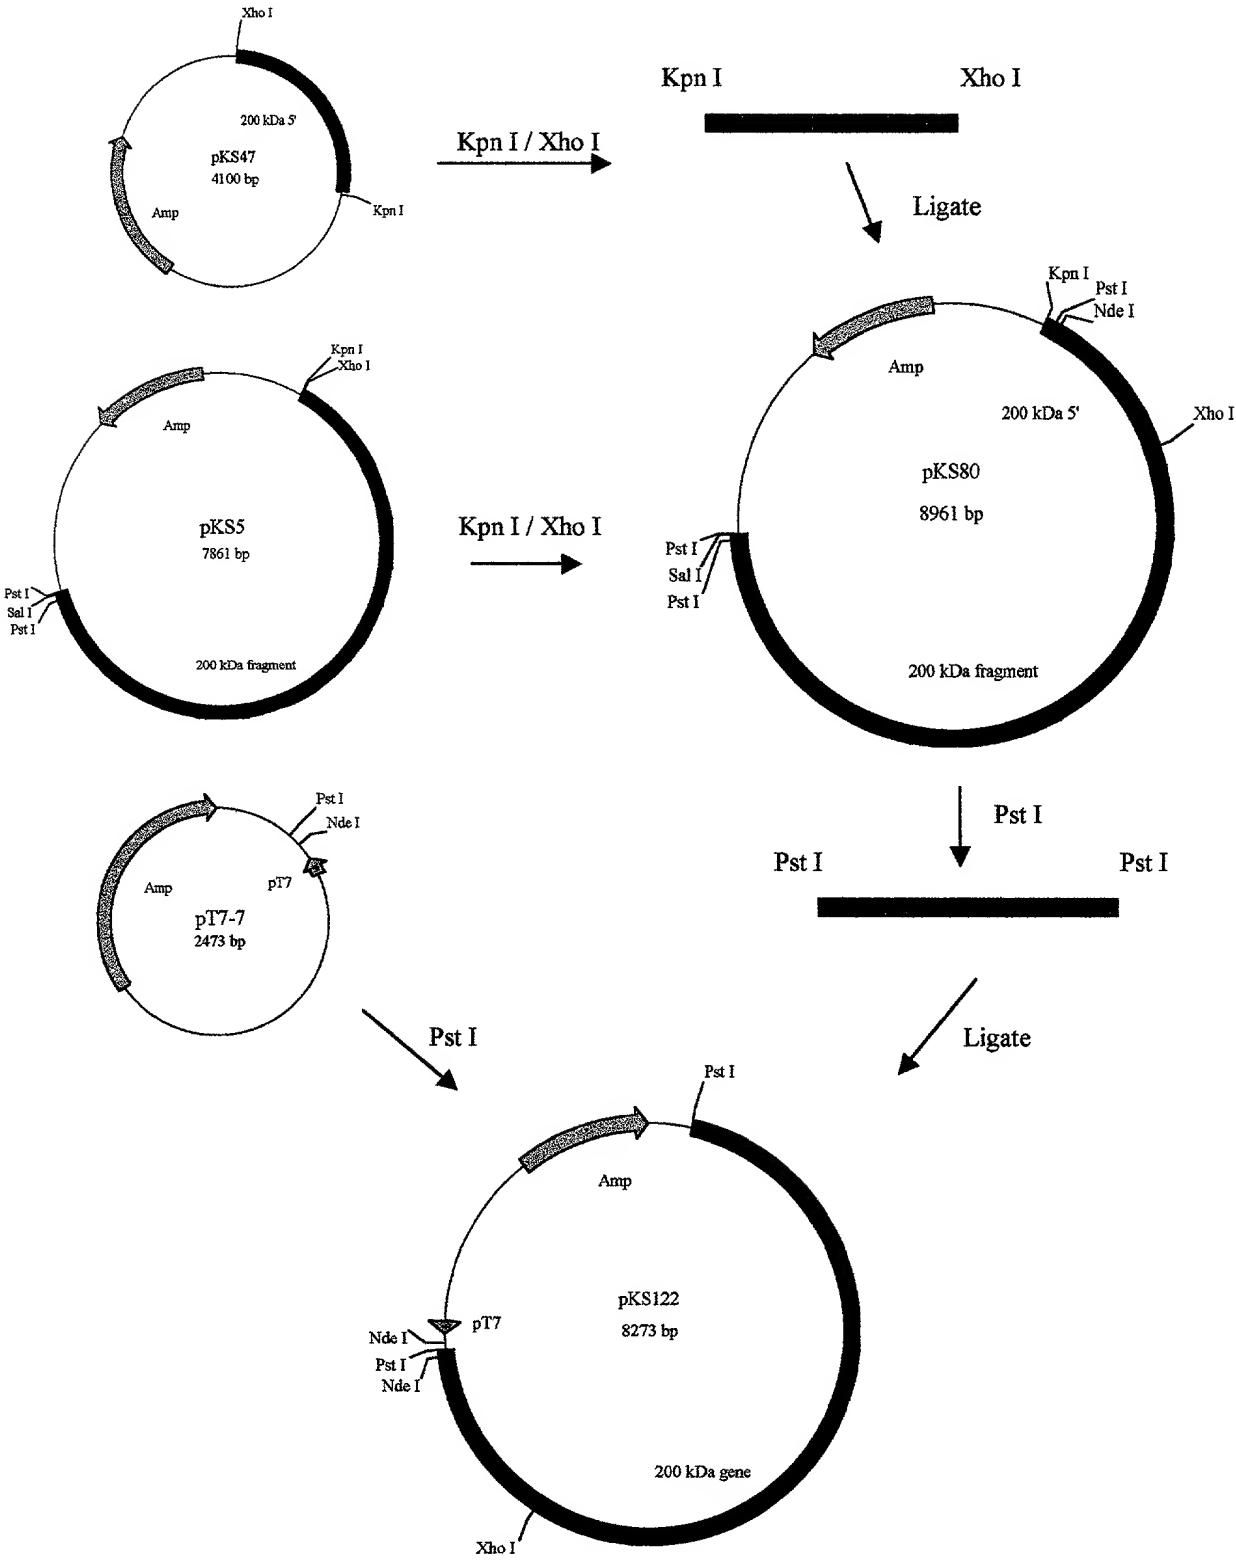 Xho I
200 kDa 5'
pKS47
4100 bp
Amp
Kpn I
Kpn I / Xho I
Kpn I
Xho I
Ligate
Kpn I
Xho I
Amp
pKS5
7861 bp
Pst I
Sal I
Pst I
200 kDa fragment
Kpn I / Xho I
Kpn I
Pst I
Nde I
Amp
200 kDa 5'
Xho I
pKS80
8961 bp
Pst I
Sal I
Pst I
200 kDa fragment
Pst I
Nde I
Amp
pT7
pT7-7
2473 bp
Pst I
Pst I
Pst I
Pst I
Ligate
Pst I
Amp
pKS122
8273 bp
pT7
Nde I
Pst I
Nde I
200 kDa gene
Xho I